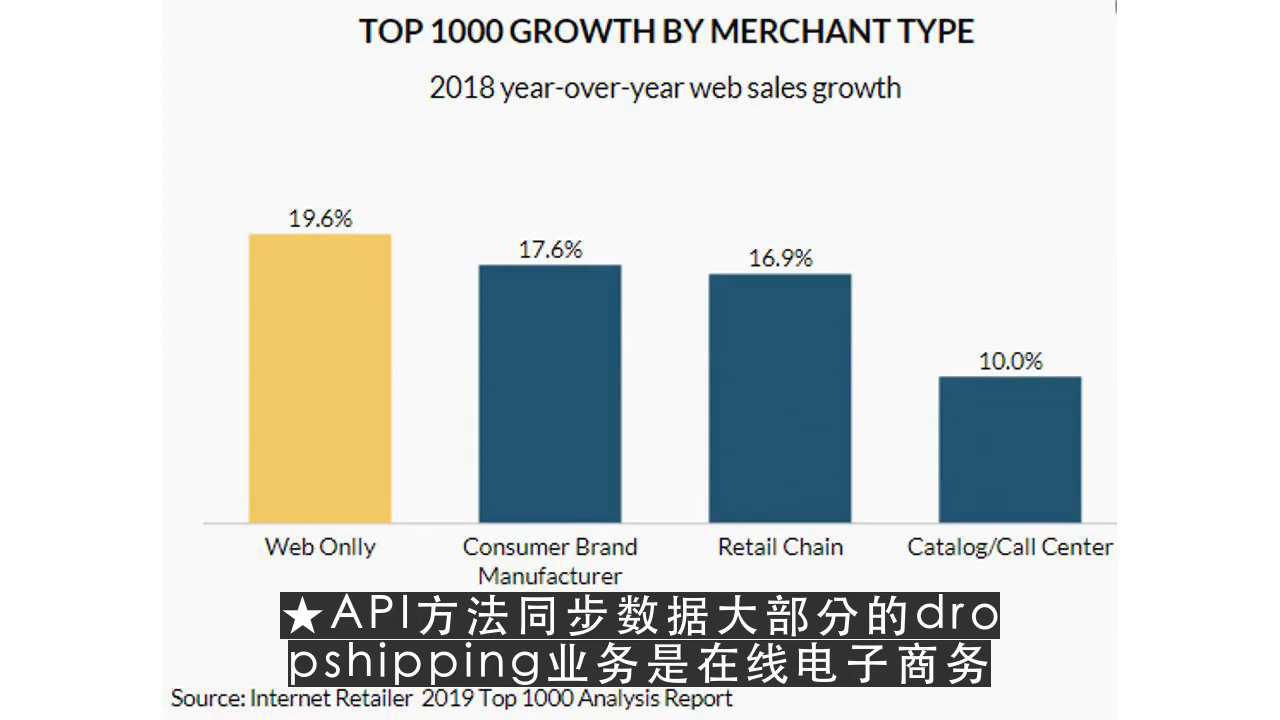 TOP 1000 GROWTH BY MERCHANT TYPE
2018 year-over-year web sales growth
19.6%
17.6%
16.9%
10.0%
Web Onlly
Consumer Brand
Manufacturer
Retail Chain
Catalog/Call Center
★API方法同步数据大部分的dro
pshipping业务是在线电子商务
Source: Internet Retailer 2019 Top 1000 Analysis Report